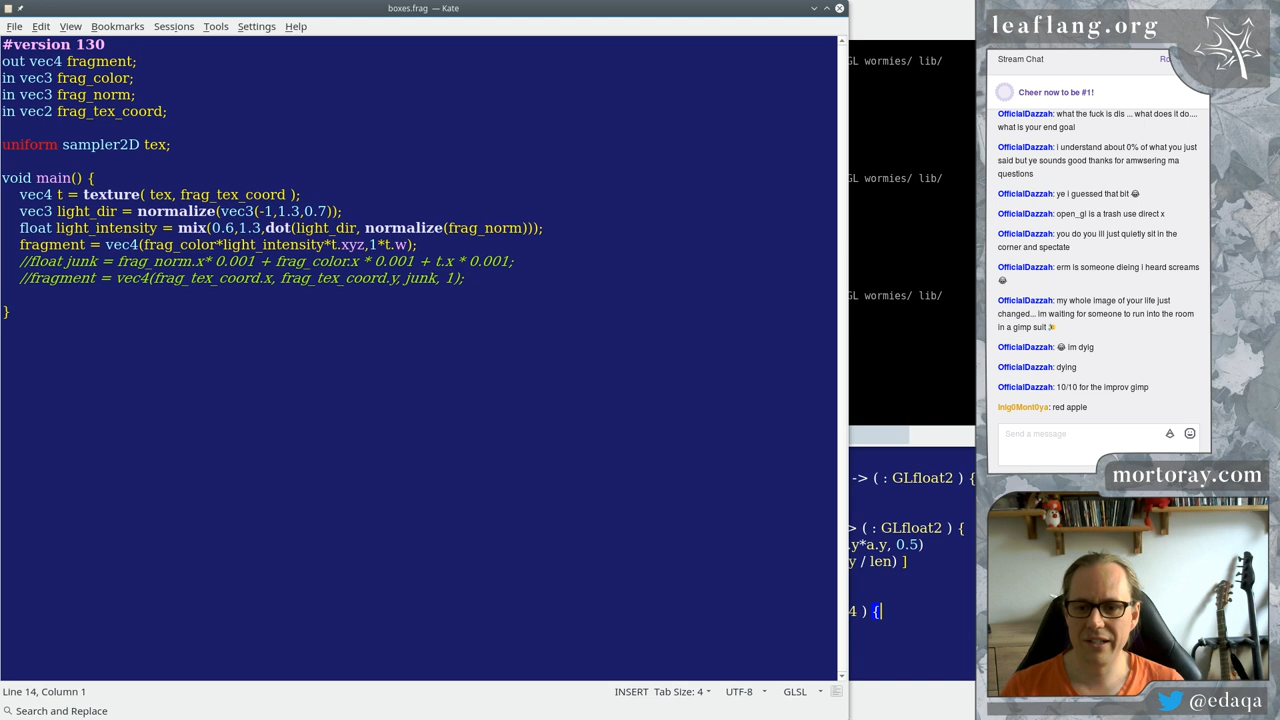 boxes.frag — Kate
File Edit View Bookmarks Sessions Tools Settings Help
#version 130
out vec4 fragment;
in vec3 frag_color;
in vec3 frag_norm;
in vec2 frag_tex_coord;
uniform sampler2D tex;
void main() {
vec4 t = texture( tex, frag_tex_coord );
vec3 light_dir = normalize(vec3(-1,1.3,0.7));
float light_intensity = mix(0.6,1.3,dot(light_dir, normalize(frag_norm)));
fragment = vec4(frag_color*light_intensity*t.xyz,1*t.w);
//float junk = frag_norm.x* 0.001 + frag_color.x * 0.001 + t.x * 0.001;
//fragment = vec4(frag_tex_coord.x, frag_tex_coord.y, junk, 1);
}
Line 14, Column 1
INSERT Tab Size: 4 UTF-8 GLSL
Search and Replace
GL wormies/ lib/
GL wormies/ lib/
GL wormies/ lib/
-> ( : GLfloat2 ) {
> ( : GLfloat2 ) {
.y*a.y, 0.5)
y / len) ]
4 ) {
leaflang.org
Stream Chat
Cheer now to be #1!
OfficialDazzah: what the fuck is dis ... what does it do....
what is your end goal
OfficialDazzah: i understand about 0% of what you just
said but ye sounds good thanks for amwsering ma
questions
OfficialDazzah: ye i guessed that bit 😂
OfficialDazzah: open_gl is a trash use direct x
OfficialDazzah: you do you ill just quietly sit in the
corner and spectate
OfficialDazzah: erm is someone dieing i heard screams
😂
OfficialDazzah: my whole image of your life just
changed... im waiting for someone to run into the room
in a gimp suit
OfficialDazzah: 😂 im dyig
OfficialDazzah: dying
OfficialDazzah: 10/10 for the improv gimp
Inig0Mont0ya: red apple
Send a message
mortoray.com
@edaqa